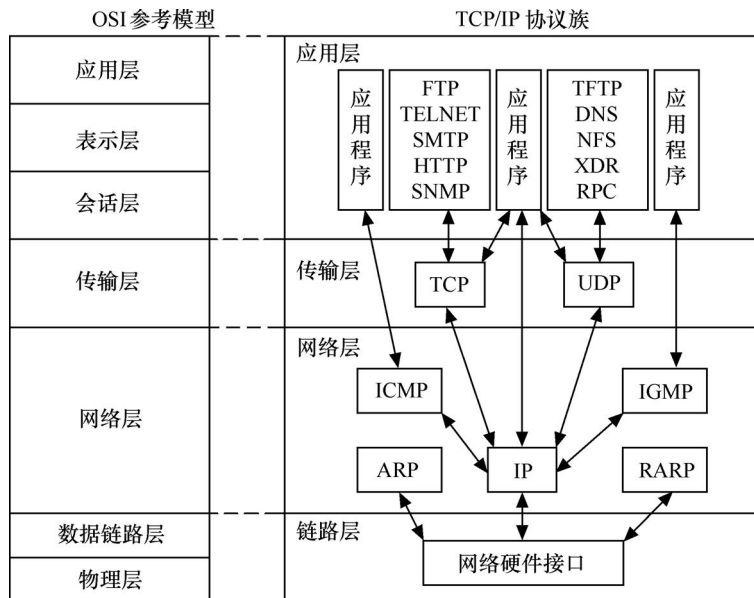 OSI 参考模型
TCP/IP 协议族
应用层
表示层
会话层
传输层
网络层
数据链路层
物理层
应用层
应用程序
FTP
TELNET
SMTP
HTTP
SNMP
应用程序
TFTP
DNS
NFS
XDR
RPC
应用程序
传输层
TCP
UDP
网络层
ICMP
IGMP
ARP
IP
RARP
链路层
网络硬件接口